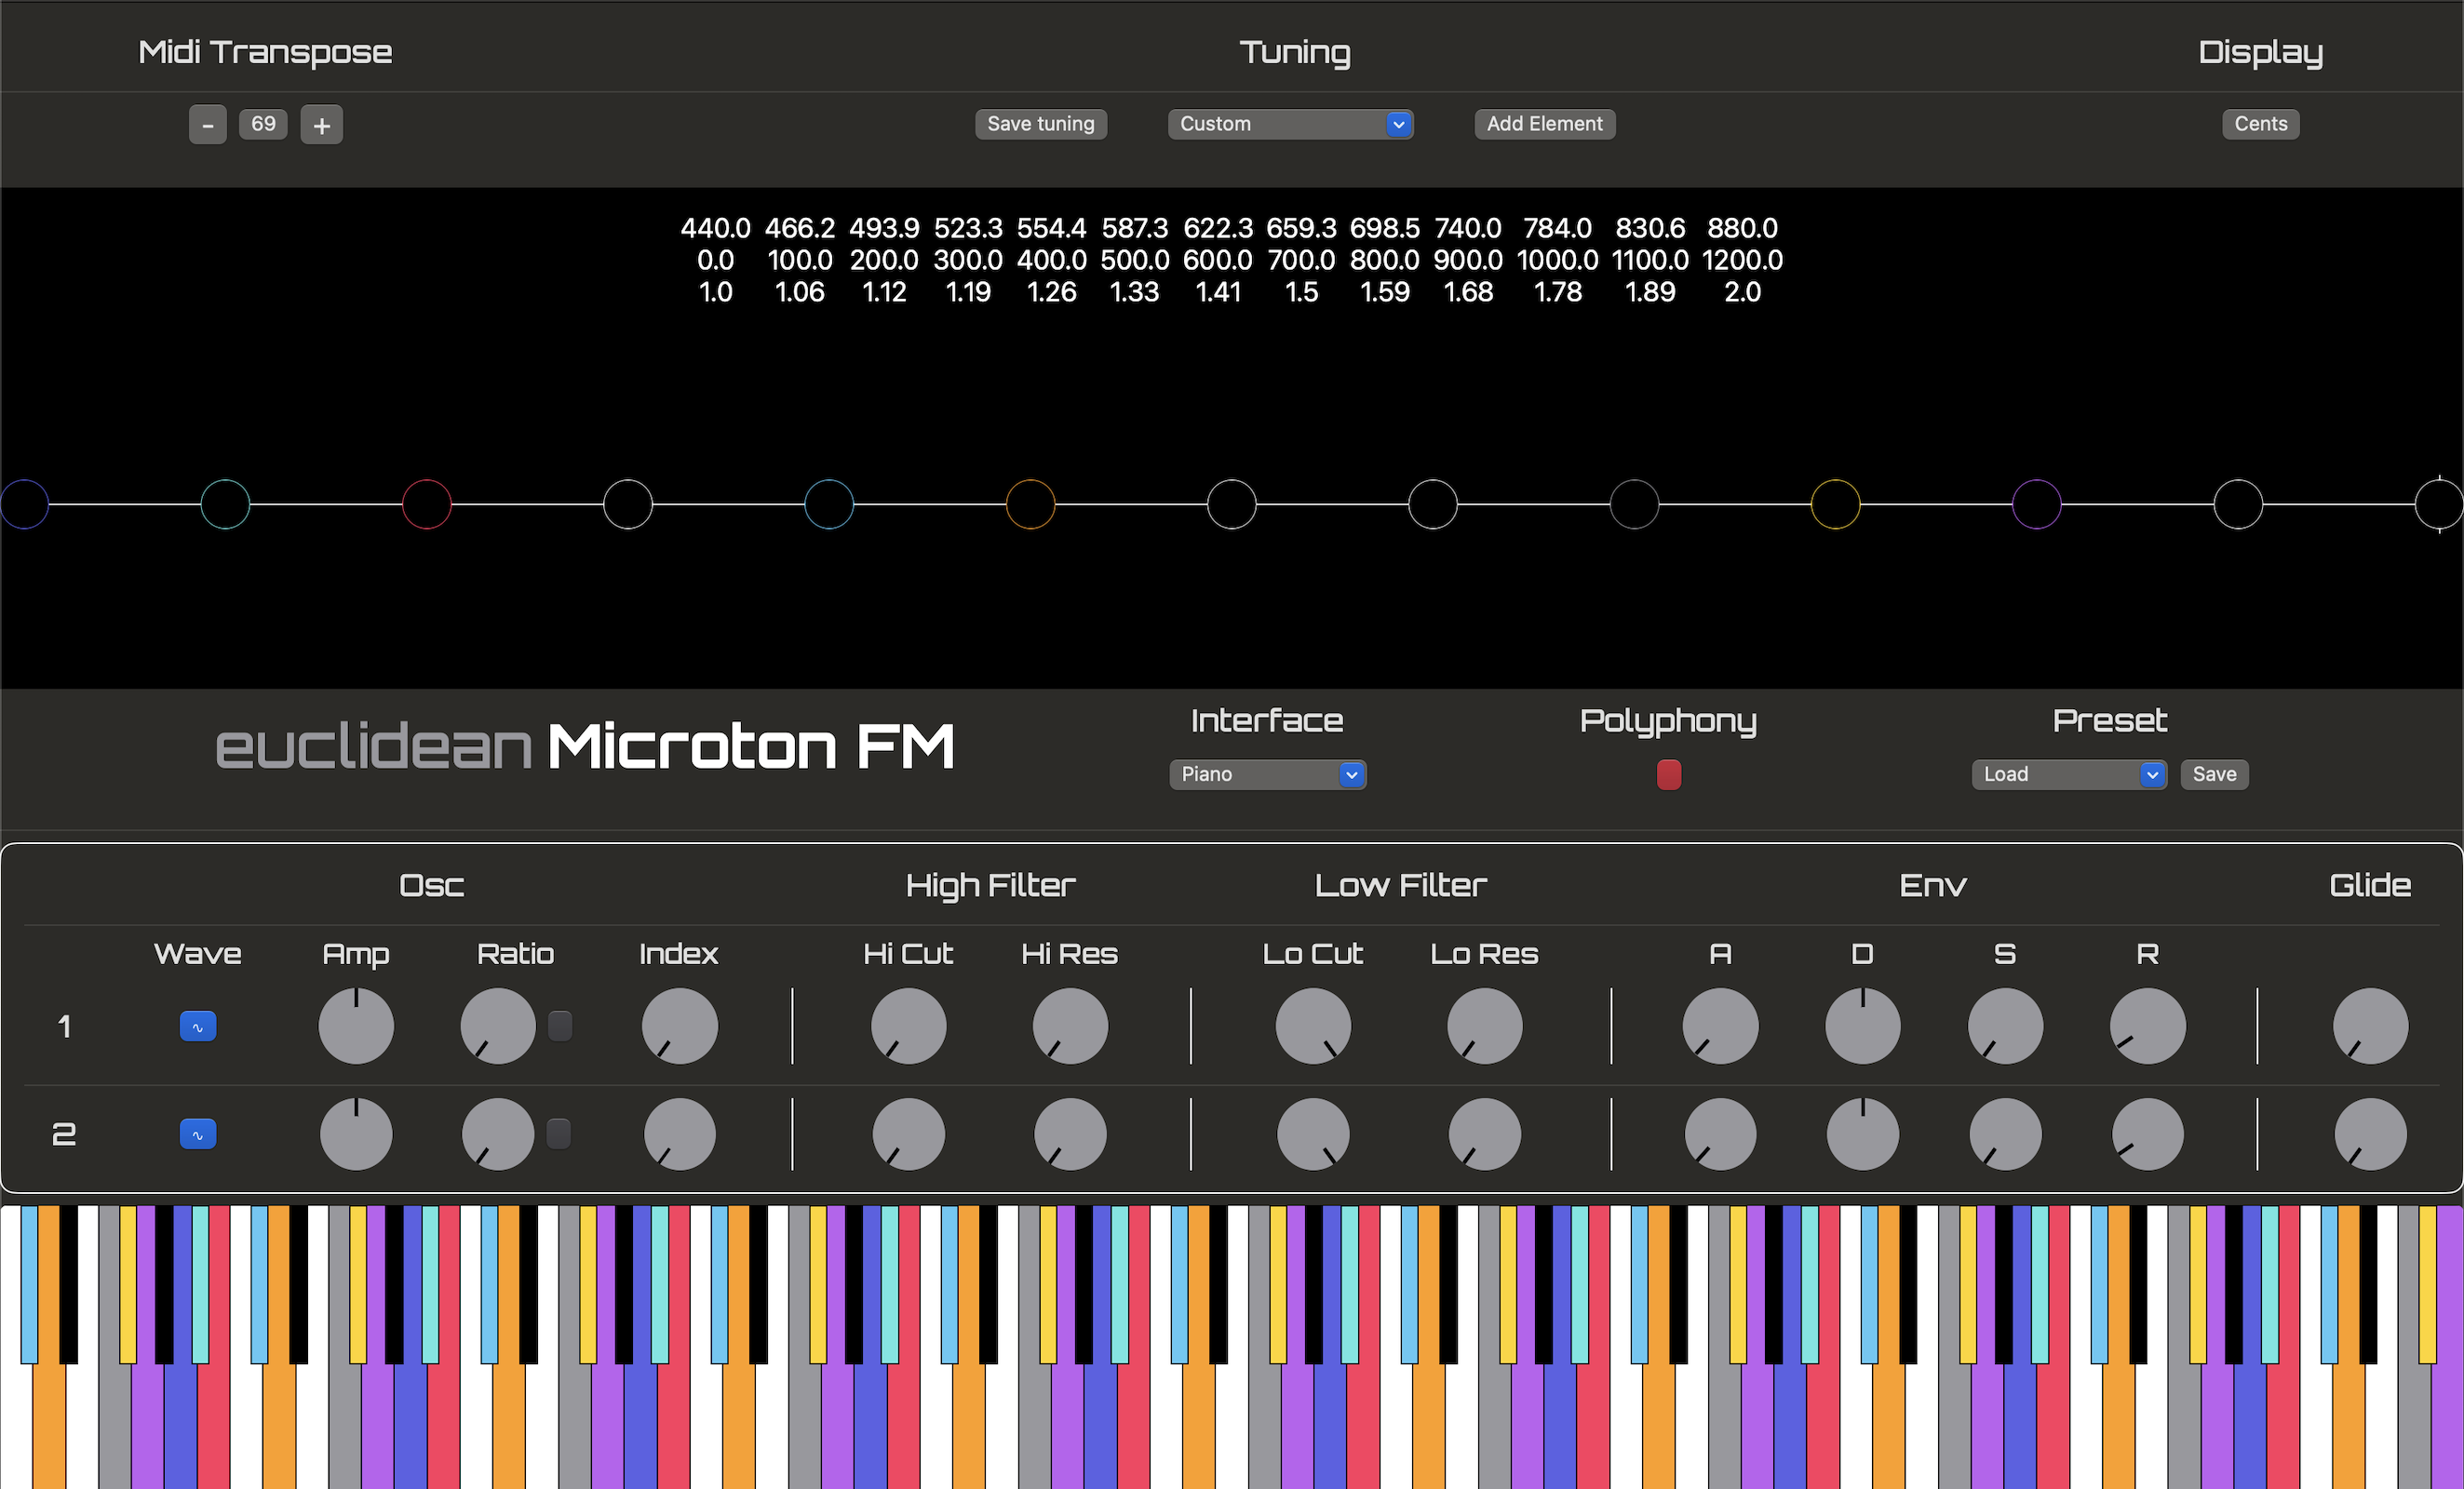 Midi Transpose Tuning Display
- 69 + Save tuning Custom Add Element Cents
440.0 466.2 493.9 523.3 554.4 587.3 622.3 659.3 698.5 740.0 784.0 830.6 880.0
0.0 100.0 200.0 300.0 400.0 500.0 600.0 700.0 800.0 900.0 1000.0 1100.0 1200.0
1.0 1.06 1.12 1.19 1.26 1.33 1.41 1.5 1.59 1.68 1.78 1.89 2.0
euclidean Microton FM
Interface Polyphony Preset
Piano Load Save
Osc High Filter Low Filter Env Glide
Wave Amp Ratio Index Hi Cut Hi Res Lo Cut Lo Res A D S R
1
2